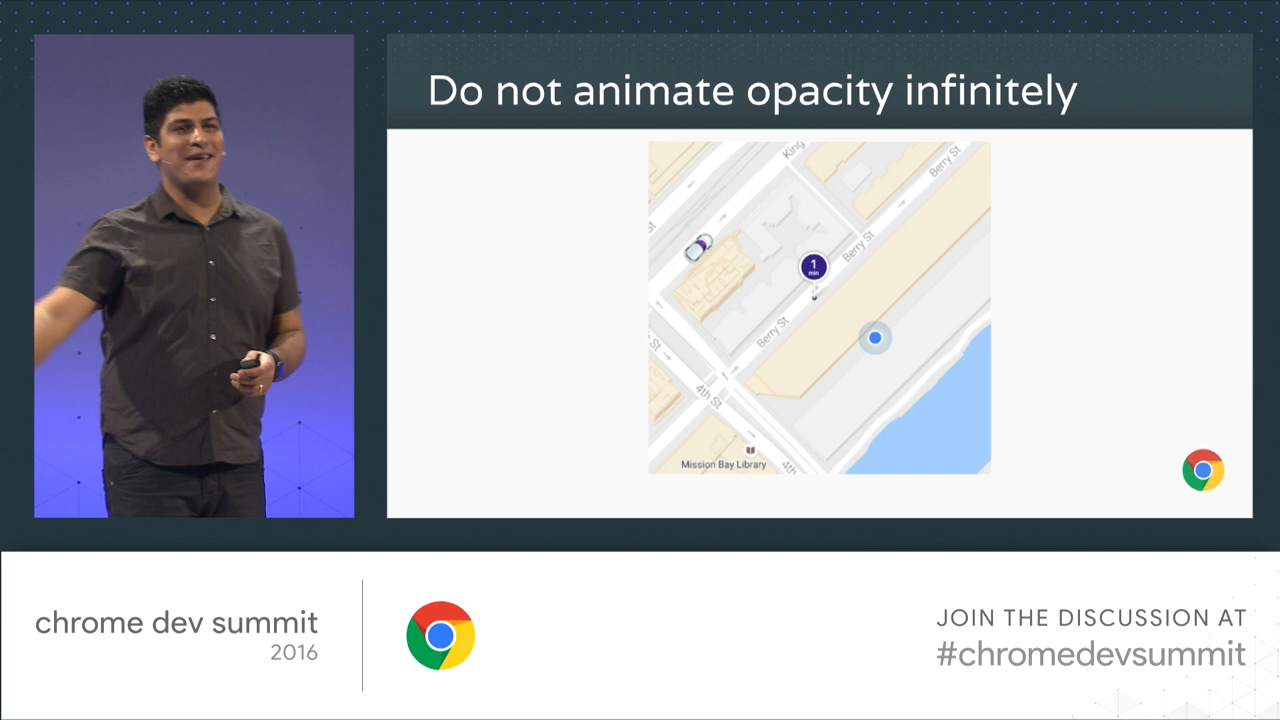 Do not animate opacity infinitely
King
Berry St
St
1
min
Berry St
Berry St
St
4th St
Mission Bay Library
4th
chrome dev summit
2016
JOIN THE DISCUSSION AT
#chromedevsummit